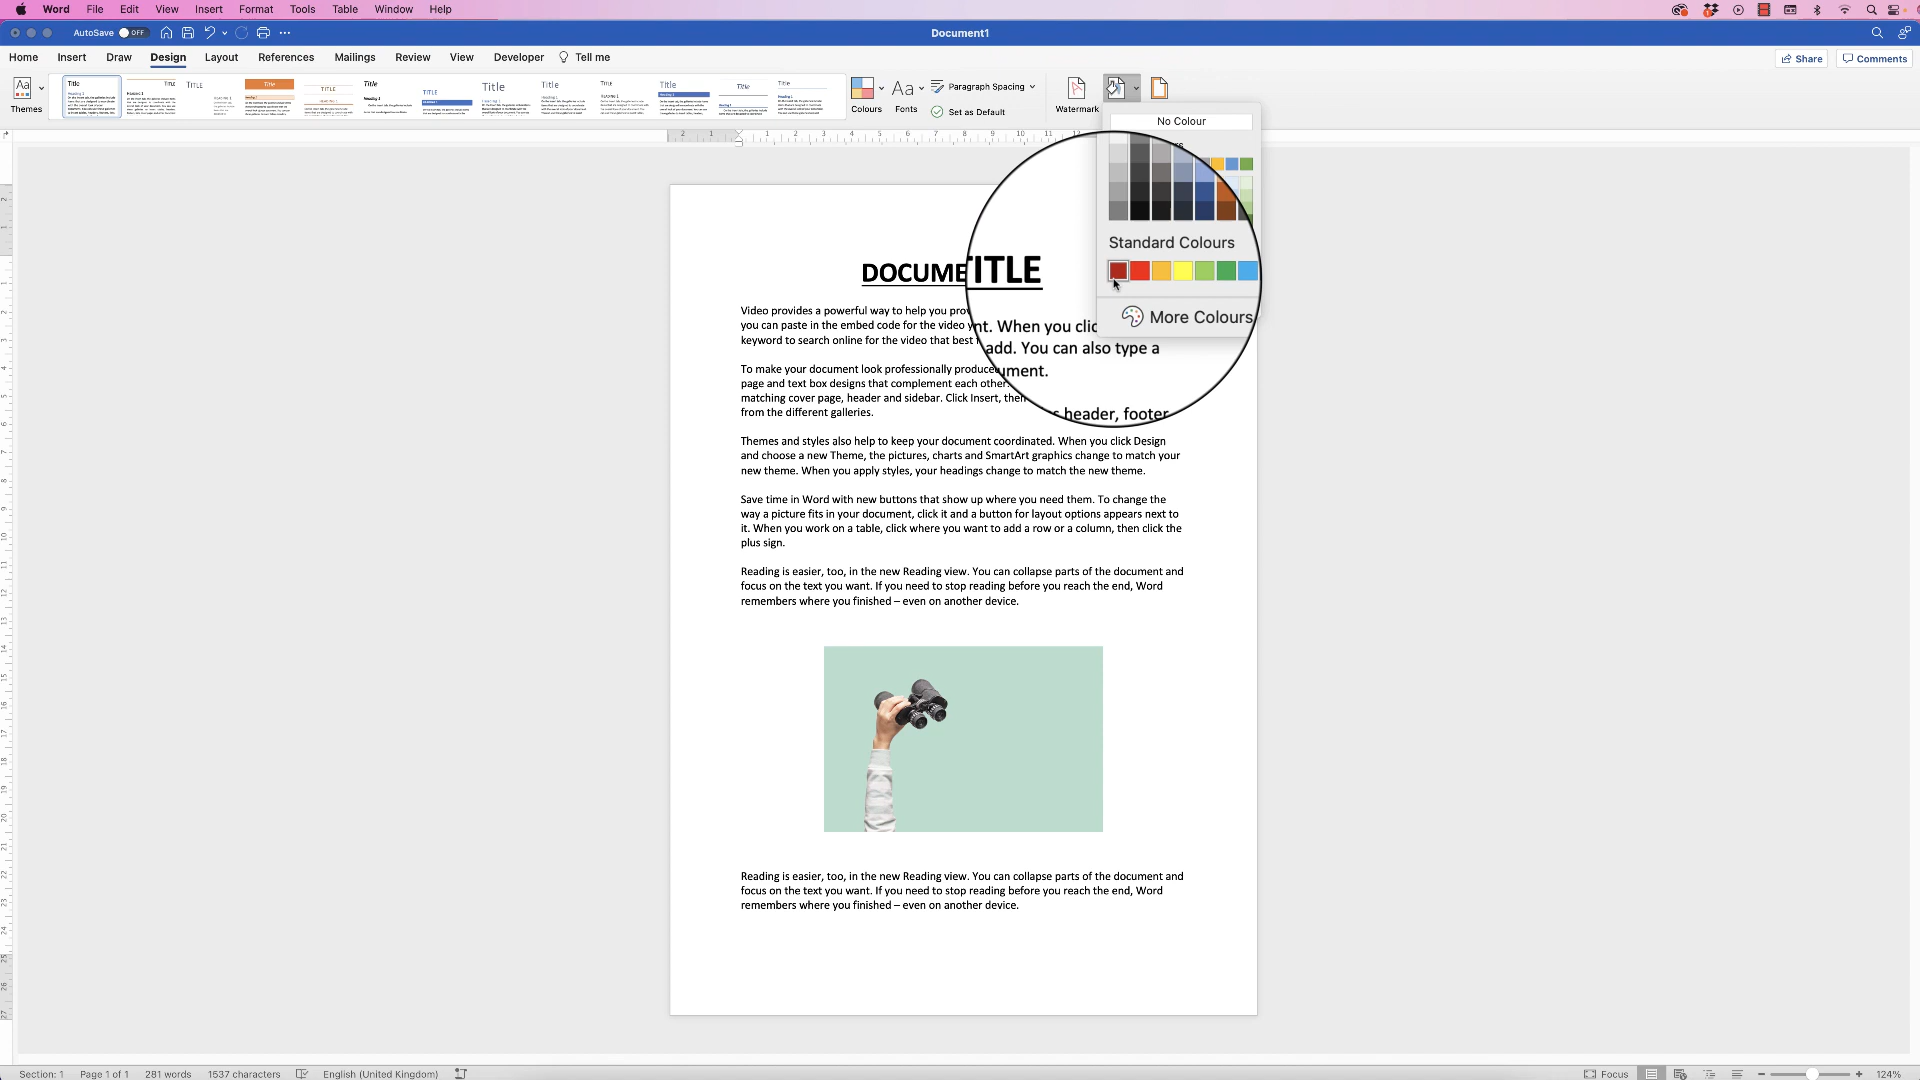 Word File Edit View Insert Format Tools Table Window Help
AutoSave OFF
Document1
Home Insert Draw Design Layout References Mailings Review View Developer Tell me
Share Comments
Themes
Colours
Fonts
Paragraph Spacing
Set as Default
Watermark
No Colour
Standard Colours
More Colours
DOCUME
TITLE
Video provides a powerful way to help you prov
you can paste in the embed code for the video y
keyword to search online for the video that best f
nt. When you clic
add. You can also type a
ument.
header, footer
To make your document look professionally produced
page and text box designs that complement each other.
matching cover page, header and sidebar. Click Insert, then
from the different galleries.
Themes and styles also help to keep your document coordinated. When you click Design
and choose a new Theme, the pictures, charts and SmartArt graphics change to match your
new theme. When you apply styles, your headings change to match the new theme.
Save time in Word with new buttons that show up where you need them. To change the
way a picture fits in your document, click it and a button for layout options appears next to
it. When you work on a table, click where you want to add a row or a column, then click the
plus sign.
Reading is easier, too, in the new Reading view. You can collapse parts of the document and
focus on the text you want. If you need to stop reading before you reach the end, Word
remembers where you finished – even on another device.
Reading is easier, too, in the new Reading view. You can collapse parts of the document and
focus on the text you want. If you need to stop reading before you reach the end, Word
remembers where you finished – even on another device.
Section: 1 Page 1 of 1 281 words 1537 characters English (United Kingdom)
Focus 124%